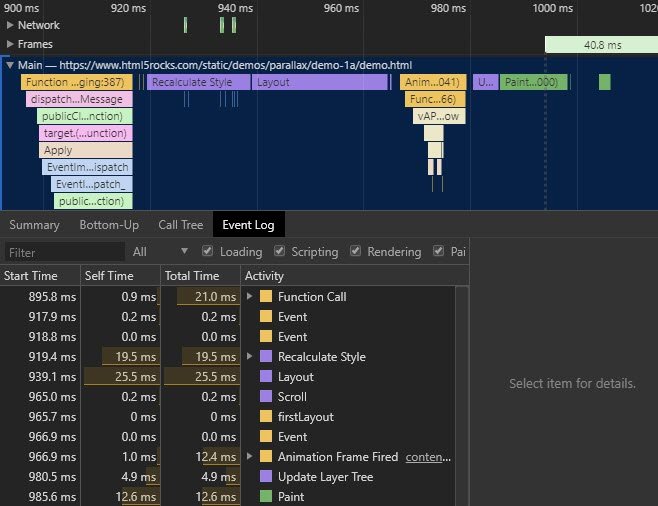 900 ms 920 ms 940 ms 960 ms 980 ms 1000 ms 1020
Network
Frames 40.8 ms
Main — https://www.html5rocks.com/static/demos/parallax/demo-1a/demo.html
Function ...ging:387) Recalculate Style Layout Anim...041) U... Paint...000)
dispatch...Message Func...66)
publicCl...nction) vAP...ow
target.(...unction)
Apply
EventIm...ispatch
EventI...patch_
public...ction)
Summary Bottom-Up Call Tree Event Log
Filter All Loading Scripting Rendering Pai
Start Time Self Time Total Time Activity
895.8 ms 0.9 ms 21.0 ms Function Call
917.9 ms 0.2 ms 0.2 ms Event
918.8 ms 0.0 ms 0.0 ms Event
919.4 ms 19.5 ms 19.5 ms Recalculate Style
939.1 ms 25.5 ms 25.5 ms Layout
965.0 ms 0.2 ms 0.2 ms Scroll
965.7 ms 0 ms 0 ms firstLayout
966.9 ms 0.0 ms 0.0 ms Event
966.9 ms 1.0 ms 12.4 ms Animation Frame Fired conten...
980.5 ms 4.9 ms 4.9 ms Update Layer Tree
985.6 ms 12.6 ms 12.6 ms Paint
Select item for details.